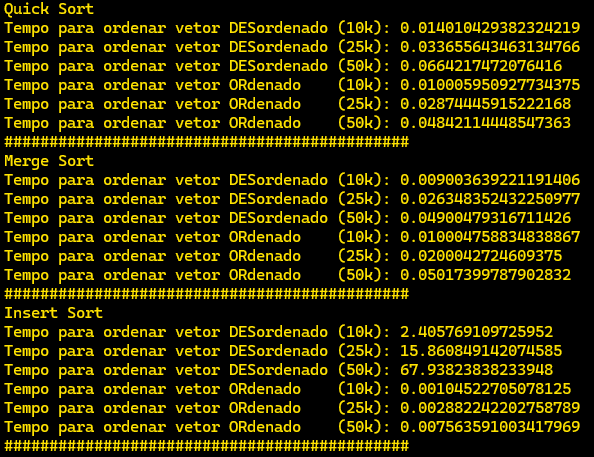 Quick Sort
Tempo para ordenar vetor DESordenado (10k): 0.014010429382324219
Tempo para ordenar vetor DESordenado (25k): 0.033655643463134766
Tempo para ordenar vetor DESordenado (50k): 0.0664217472076416
Tempo para ordenar vetor ORdenado    (10k): 0.010005950927734375
Tempo para ordenar vetor ORdenado    (25k): 0.02874445915222168
Tempo para ordenar vetor ORdenado    (50k): 0.04842114448547363
#############################################
Merge Sort
Tempo para ordenar vetor DESordenado (10k): 0.009003639221191406
Tempo para ordenar vetor DESordenado (25k): 0.026348352432250977
Tempo para ordenar vetor DESordenado (50k): 0.04900479316711426
Tempo para ordenar vetor ORdenado    (10k): 0.010004758834838867
Tempo para ordenar vetor ORdenado    (25k): 0.0200042724609375
Tempo para ordenar vetor ORdenado    (50k): 0.05017399787902832
#############################################
Insert Sort
Tempo para ordenar vetor DESordenado (10k): 2.405769109725952
Tempo para ordenar vetor DESordenado (25k): 15.860849142074585
Tempo para ordenar vetor DESordenado (50k): 67.93823838233948
Tempo para ordenar vetor ORdenado    (10k): 0.00104522705078125
Tempo para ordenar vetor ORdenado    (25k): 0.002882242202758789
Tempo para ordenar vetor ORdenado    (50k): 0.007563591003417969
#############################################